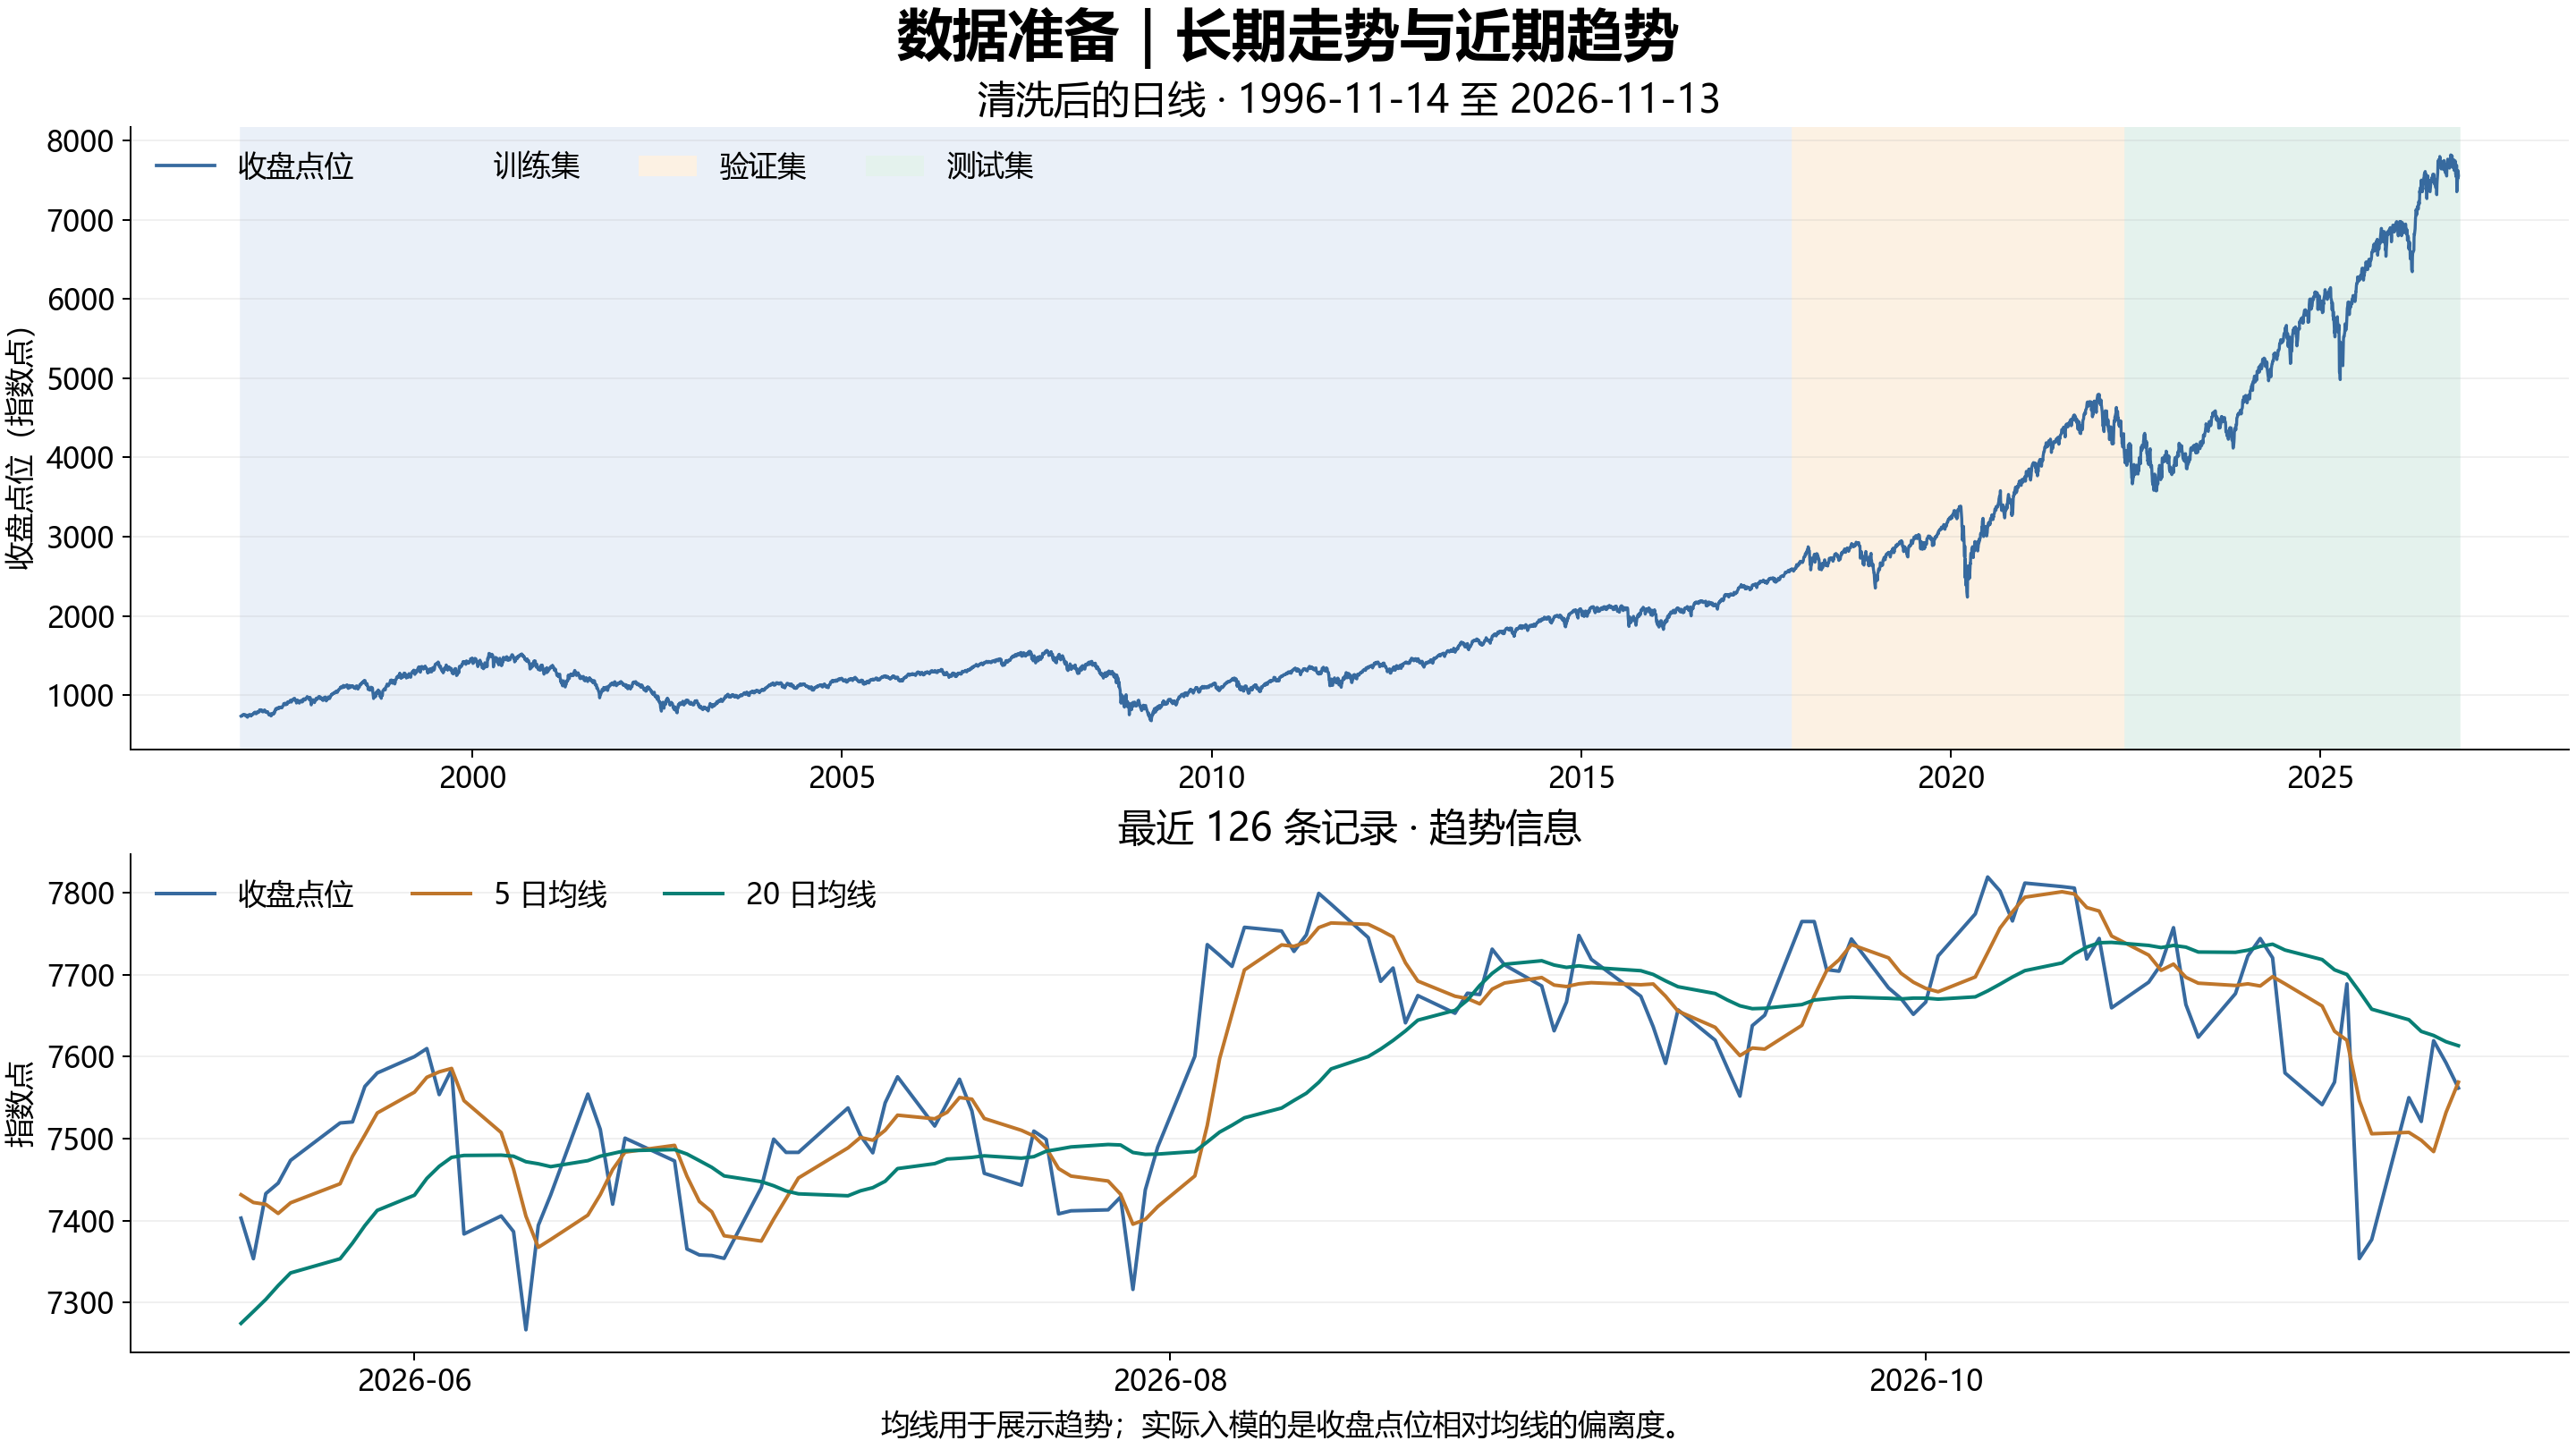 数据准备｜长期走势与近期趋势
清洗后的日线 · 1996-11-14 至 2026-11-13
收盘点位 训练集 验证集 测试集
收盘点位（指数点）
8000
7000
6000
5000
4000
3000
2000
1000
2000 2005 2010 2015 2020 2025
最近 126 条记录 · 趋势信息
收盘点位 5 日均线 20 日均线
指数点
7800
7700
7600
7500
7400
7300
2026-06 2026-08 2026-10
均线用于展示趋势；实际入模的是收盘点位相对均线的偏离度。